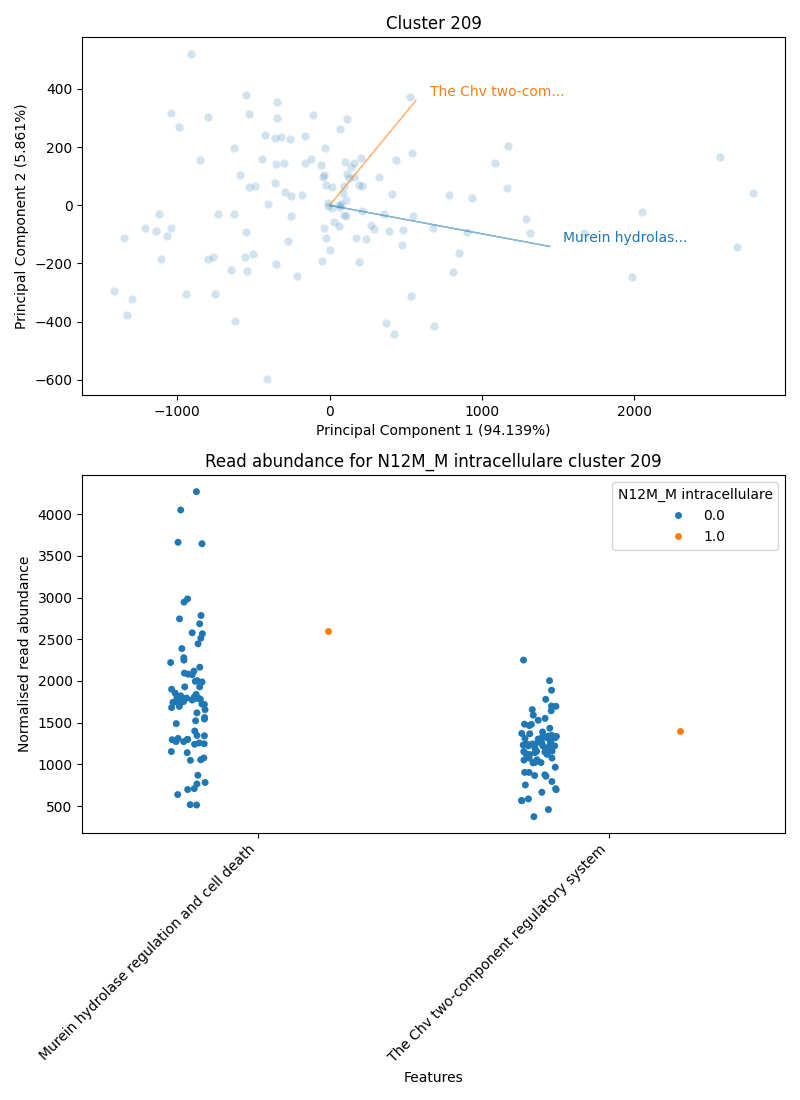 Cluster 209
400
200
0
−200
−400
−600
Principal Component 2 (5.861%)
The Chv two-com...
Murein hydrolas...
−1000
0
1000
2000
Principal Component 1 (94.139%)
Read abundance for N12M_M intracellulare cluster 209
4000
3500
3000
2500
2000
1500
1000
500
Normalised read abundance
N12M_M intracellulare
0.0
1.0
Murein hydrolase regulation and cell death
The Chv two-component regulatory system
Features